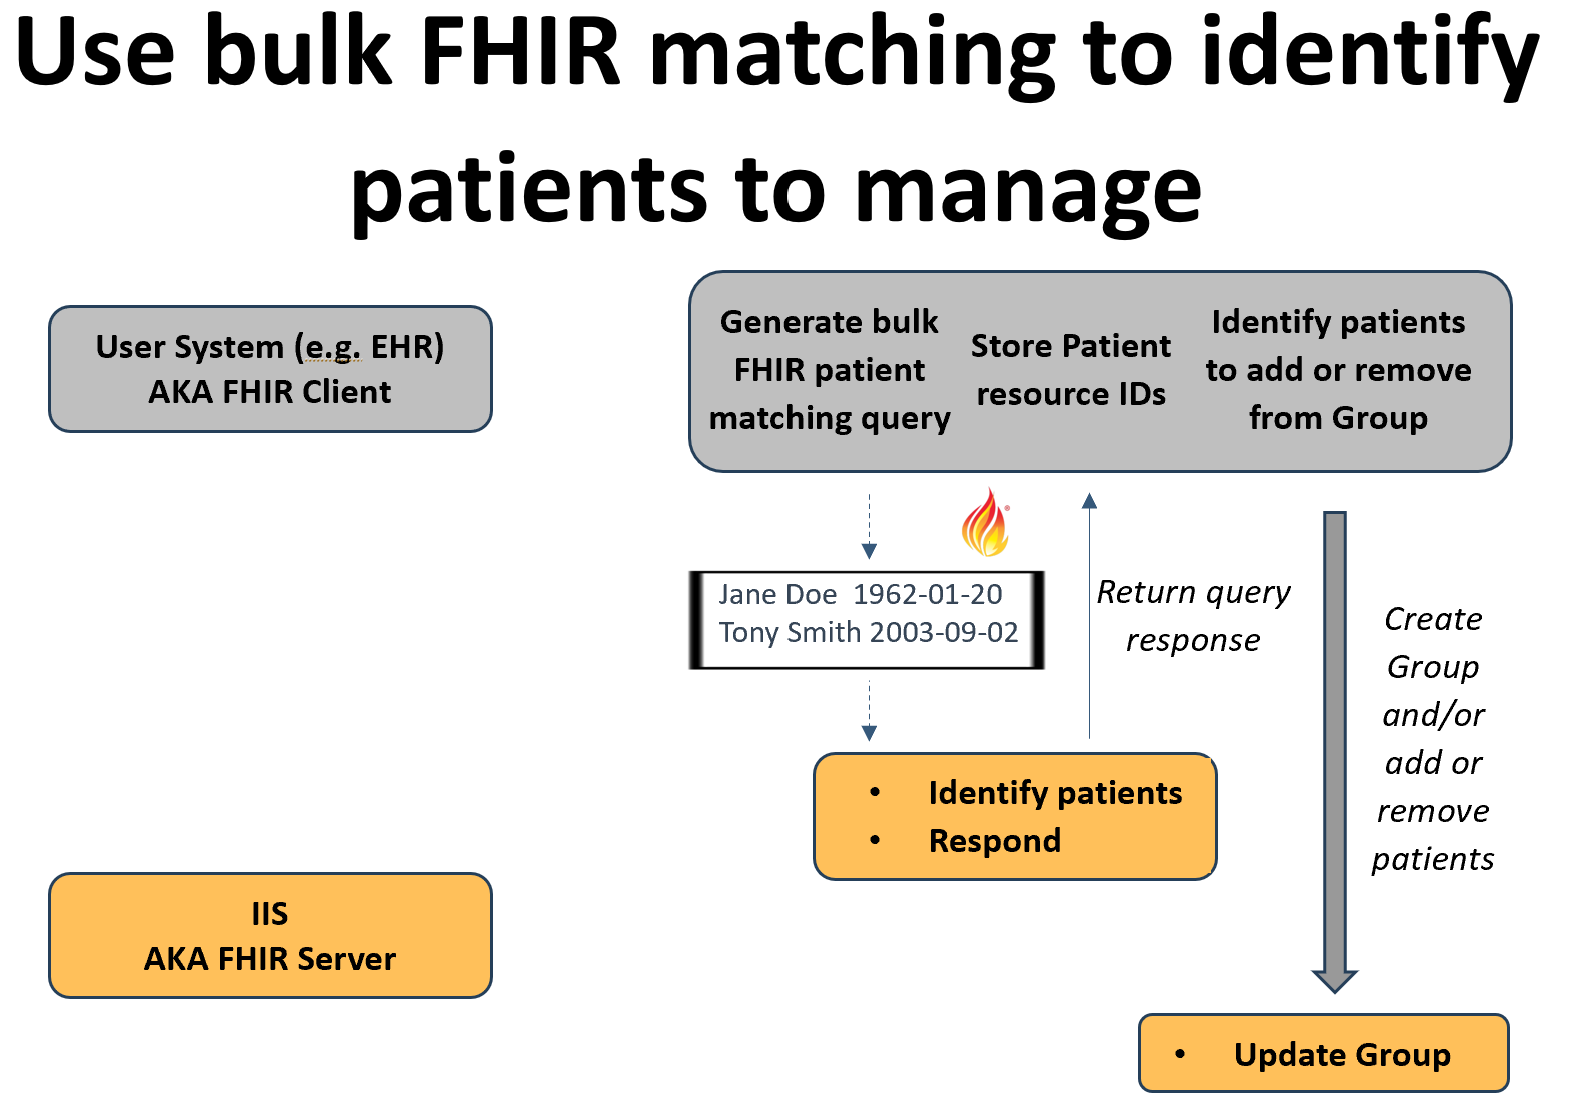 Use bulk FHIR matching to identify
patients to manage
User System (e.g. EHR)
AKA FHIR Client
Generate bulk
FHIR patient
matching query
Store Patient
resource IDs
Identify patients
to add or remove
from Group
®
Jane Doe  1962-01-20
Tony Smith 2003-09-02
Return query
response
Create
Group
and/or
add or
remove
patients
• Identify patients
• Respond
IIS
AKA FHIR Server
• Update Group